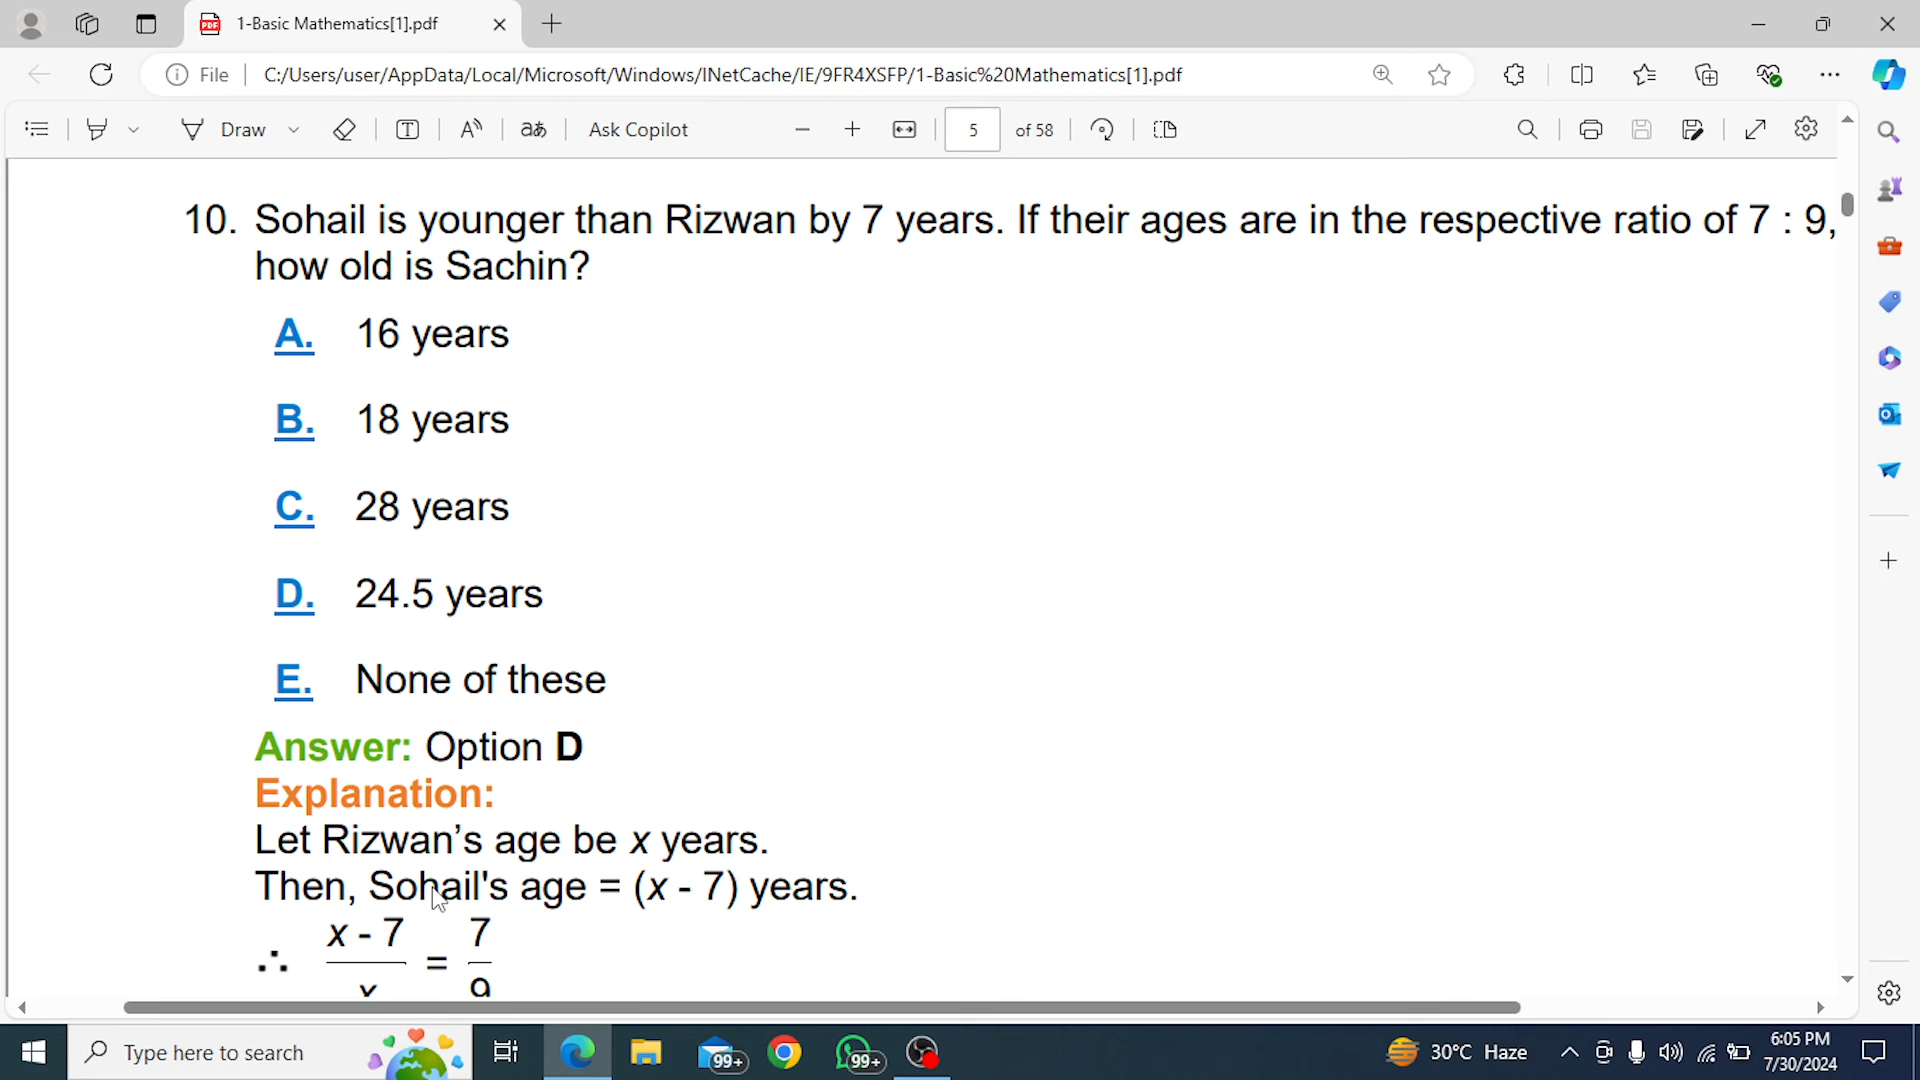 1-Basic Mathematics[1].pdf
File
C:/Users/user/AppData/Local/Microsoft/Windows/INetCache/IE/9FR4XSFP/1-Basic%20Mathematics[1].pdf
Draw
Ask Copilot
5 of 58
10. Sohail is younger than Rizwan by 7 years. If their ages are in the respective ratio of 7 : 9,
how old is Sachin?
A. 16 years
B. 18 years
C. 28 years
D. 24.5 years
E. None of these
Answer: Option D
Explanation:
Let Rizwan’s age be x years.
Then, Sohail's age = (x - 7) years.
x - 7 7
∴ =
x 9
Type here to search
99+
99+
30°C Haze
6:05 PM
7/30/2024